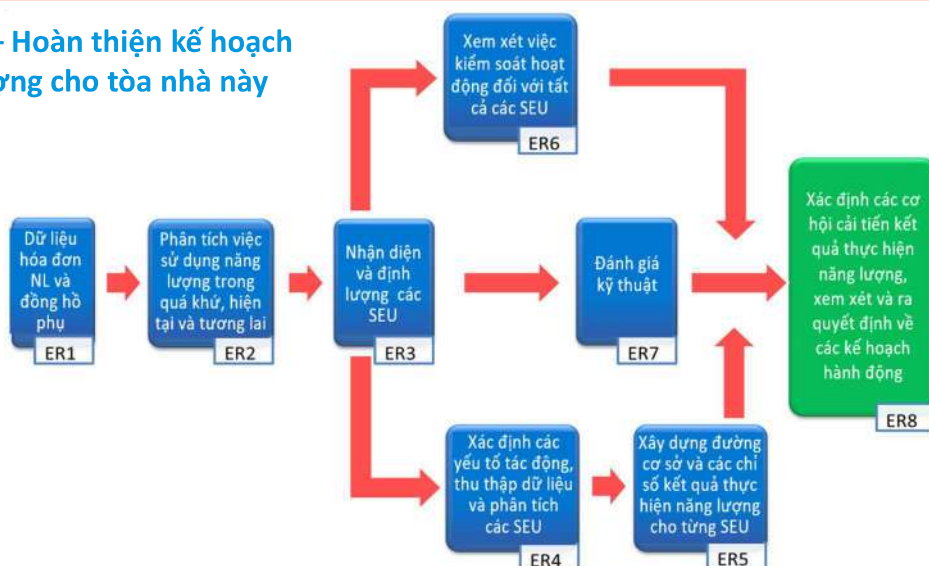 - Hoàn thiện kế hoạch
ợng cho tòa nhà này
Xem xét việc
kiểm soát hoạt
động đối với tất
cả các SEU
ER6
Dữ liệu
hóa đơn
NL và
đồng hồ
phụ
ER1
Phân tích việc
sử dụng năng
lượng trong
quá khứ, hiện
tại và tương lai
ER2
Nhận diện
và định
lượng các
SEU
ER3
Đánh giá
kỹ thuật
ER7
Xác định các cơ
hội cải tiến kết
quả thực hiện
năng lượng,
xem xét và ra
quyết định về
các kế hoạch
hành động
ER8
Xác định các
yếu tố tác động,
thu thập dữ liệu
và phân tích
các SEU
ER4
Xây dựng đường
cơ sở và các chỉ
số kết quả thực
hiện năng lượng
cho từng SEU
ER5